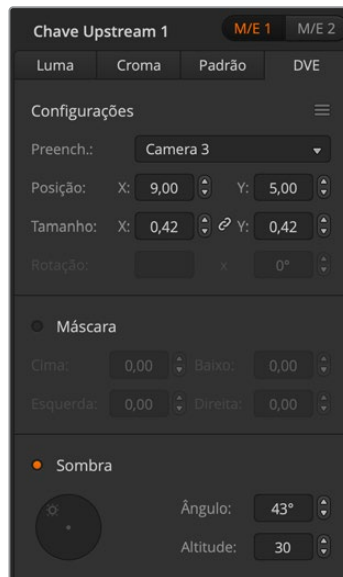 Chave Upstream 1 M/E 1 M/E 2
Luma Croma Padrão DVE
Configurações
Preench.: Camera 3
Posição: X: 9,00 Y: 5,00
Tamanho: X: 0,42 Y: 0,42
Rotação: x 0°
Máscara
Cima: 0,00 Baixo: 0,00
Esquerda: 0,00 Direita: 0,00
Sombra
Ângulo: 43°
Altitude: 30